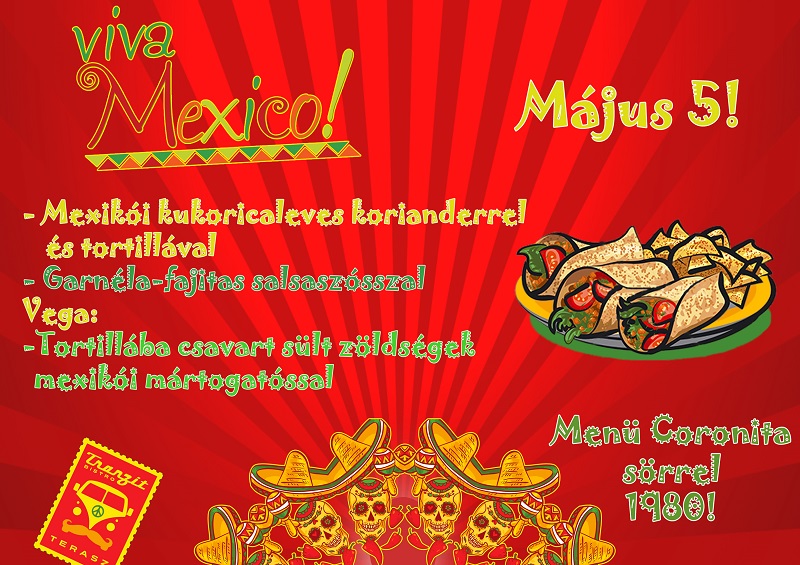 viva
Mexico!
Május 5!
- Mexikói kukoricaleves korianderrel
és tortillával
- Garnéla-fajitas salsaszósszal
Vega:
-Tortillába csavart sült zöldségek
mexikói mártogatóssal
Menü Coronita
sörrel
1980!
Tranzit
BISTRO
TERASZ